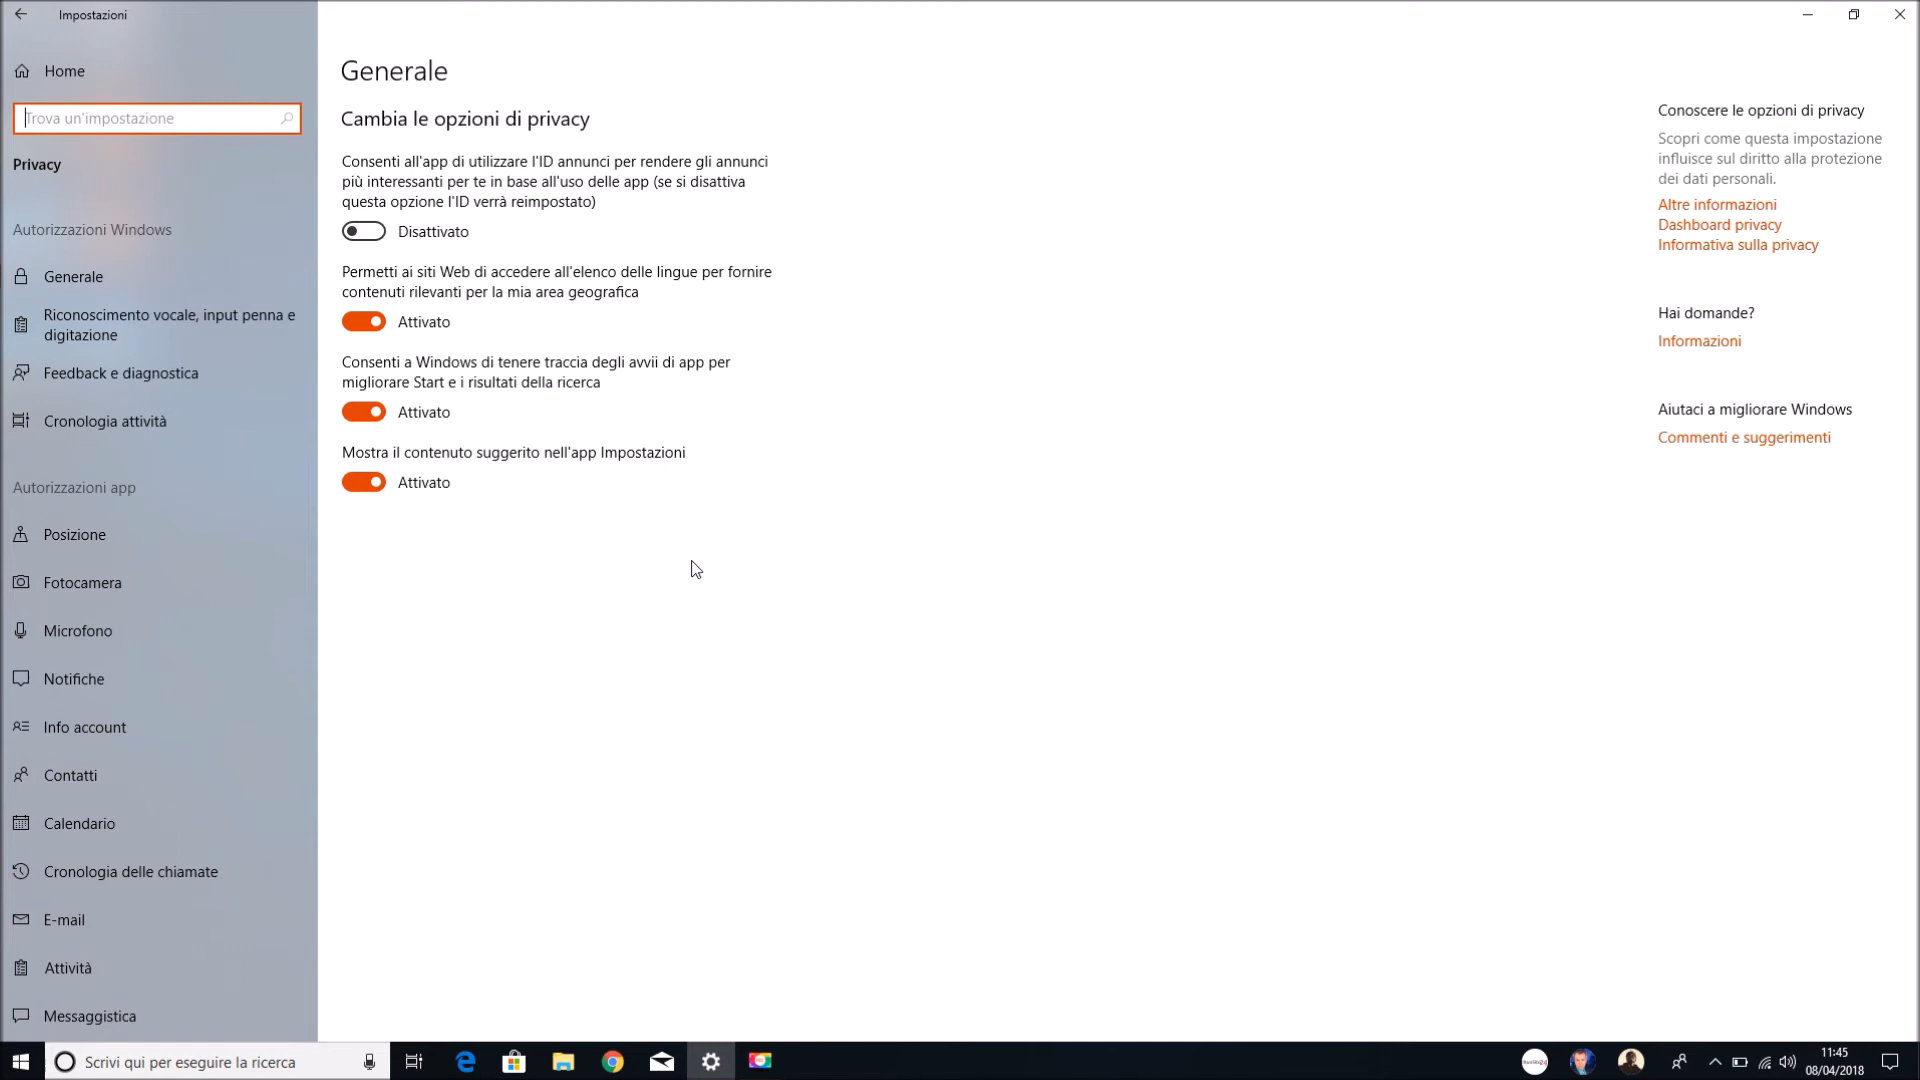 Impostazioni
Home
Trova un'impostazione
Privacy
Autorizzazioni Windows
Generale
Riconoscimento vocale, input penna e
digitazione
Feedback e diagnostica
Cronologia attività
Autorizzazioni app
Posizione
Fotocamera
Microfono
Notifiche
Info account
Contatti
Calendario
Cronologia delle chiamate
E-mail
Attività
Messaggistica
Generale
Cambia le opzioni di privacy
Consenti all'app di utilizzare l'ID annunci per rendere gli annunci
più interessanti per te in base all'uso delle app (se si disattiva
questa opzione l'ID verrà reimpostato)
Disattivato
Permetti ai siti Web di accedere all'elenco delle lingue per fornire
contenuti rilevanti per la mia area geografica
Attivato
Consenti a Windows di tenere traccia degli avvii di app per
migliorare Start e i risultati della ricerca
Attivato
Mostra il contenuto suggerito nell'app Impostazioni
Attivato
Conoscere le opzioni di privacy
Scopri come questa impostazione
influisce sul diritto alla protezione
dei dati personali.
Altre informazioni
Dashboard privacy
Informativa sulla privacy
Hai domande?
Informazioni
Aiutaci a migliorare Windows
Commenti e suggerimenti
Scrivi qui per eseguire la ricerca
11:45
08/04/2018